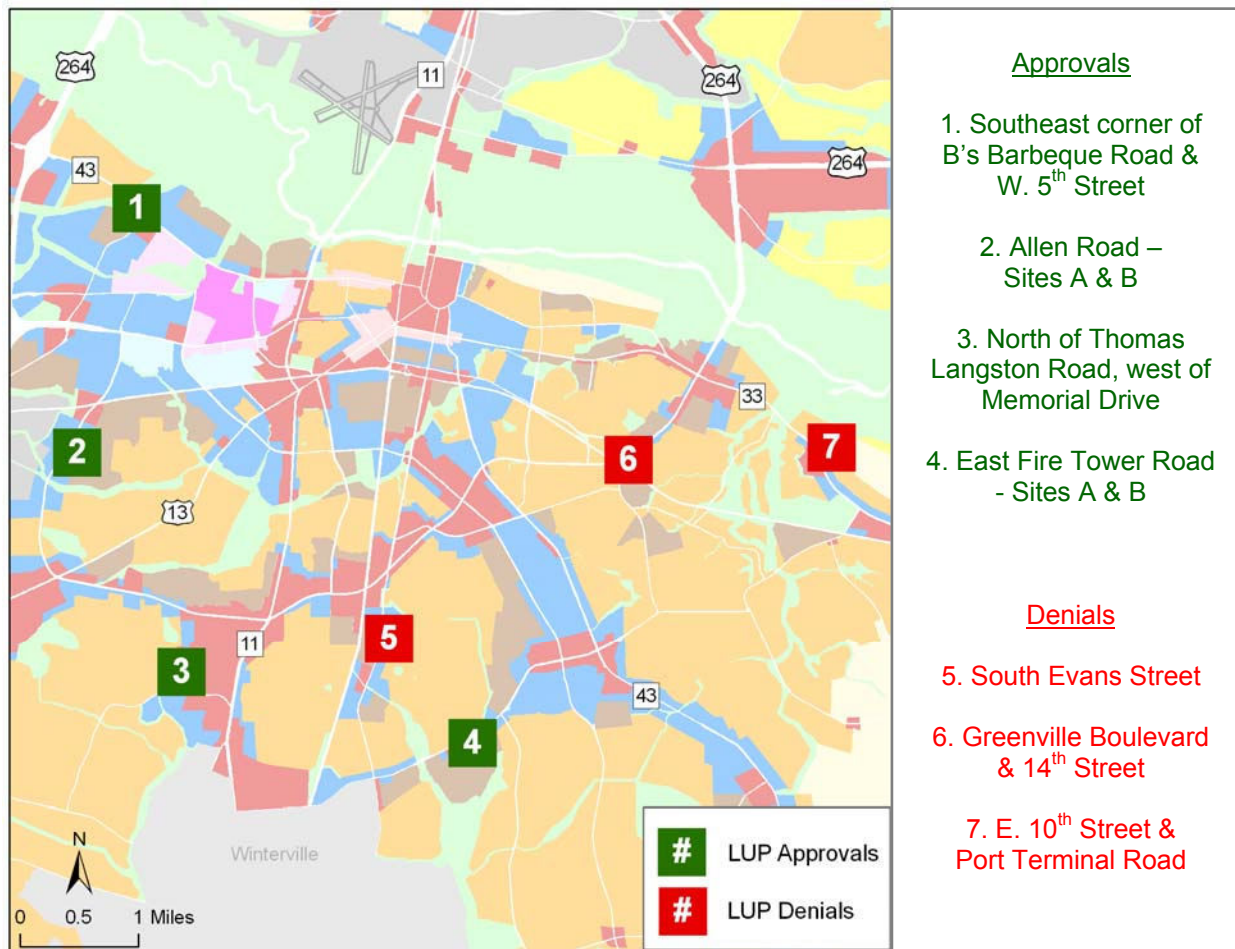 264
11
264
264
43
1
33
2
6
7
13
5
11
3
43
4
Winterville
N
0 0.5 1 Miles
# LUP Approvals
# LUP Denials
Approvals
1. Southeast corner of
B's Barbeque Road &
W. 5th Street
2. Allen Road –
Sites A & B
3. North of Thomas
Langston Road, west of
Memorial Drive
4. East Fire Tower Road
- Sites A & B
Denials
5. South Evans Street
6. Greenville Boulevard
& 14th Street
7. E. 10th Street &
Port Terminal Road